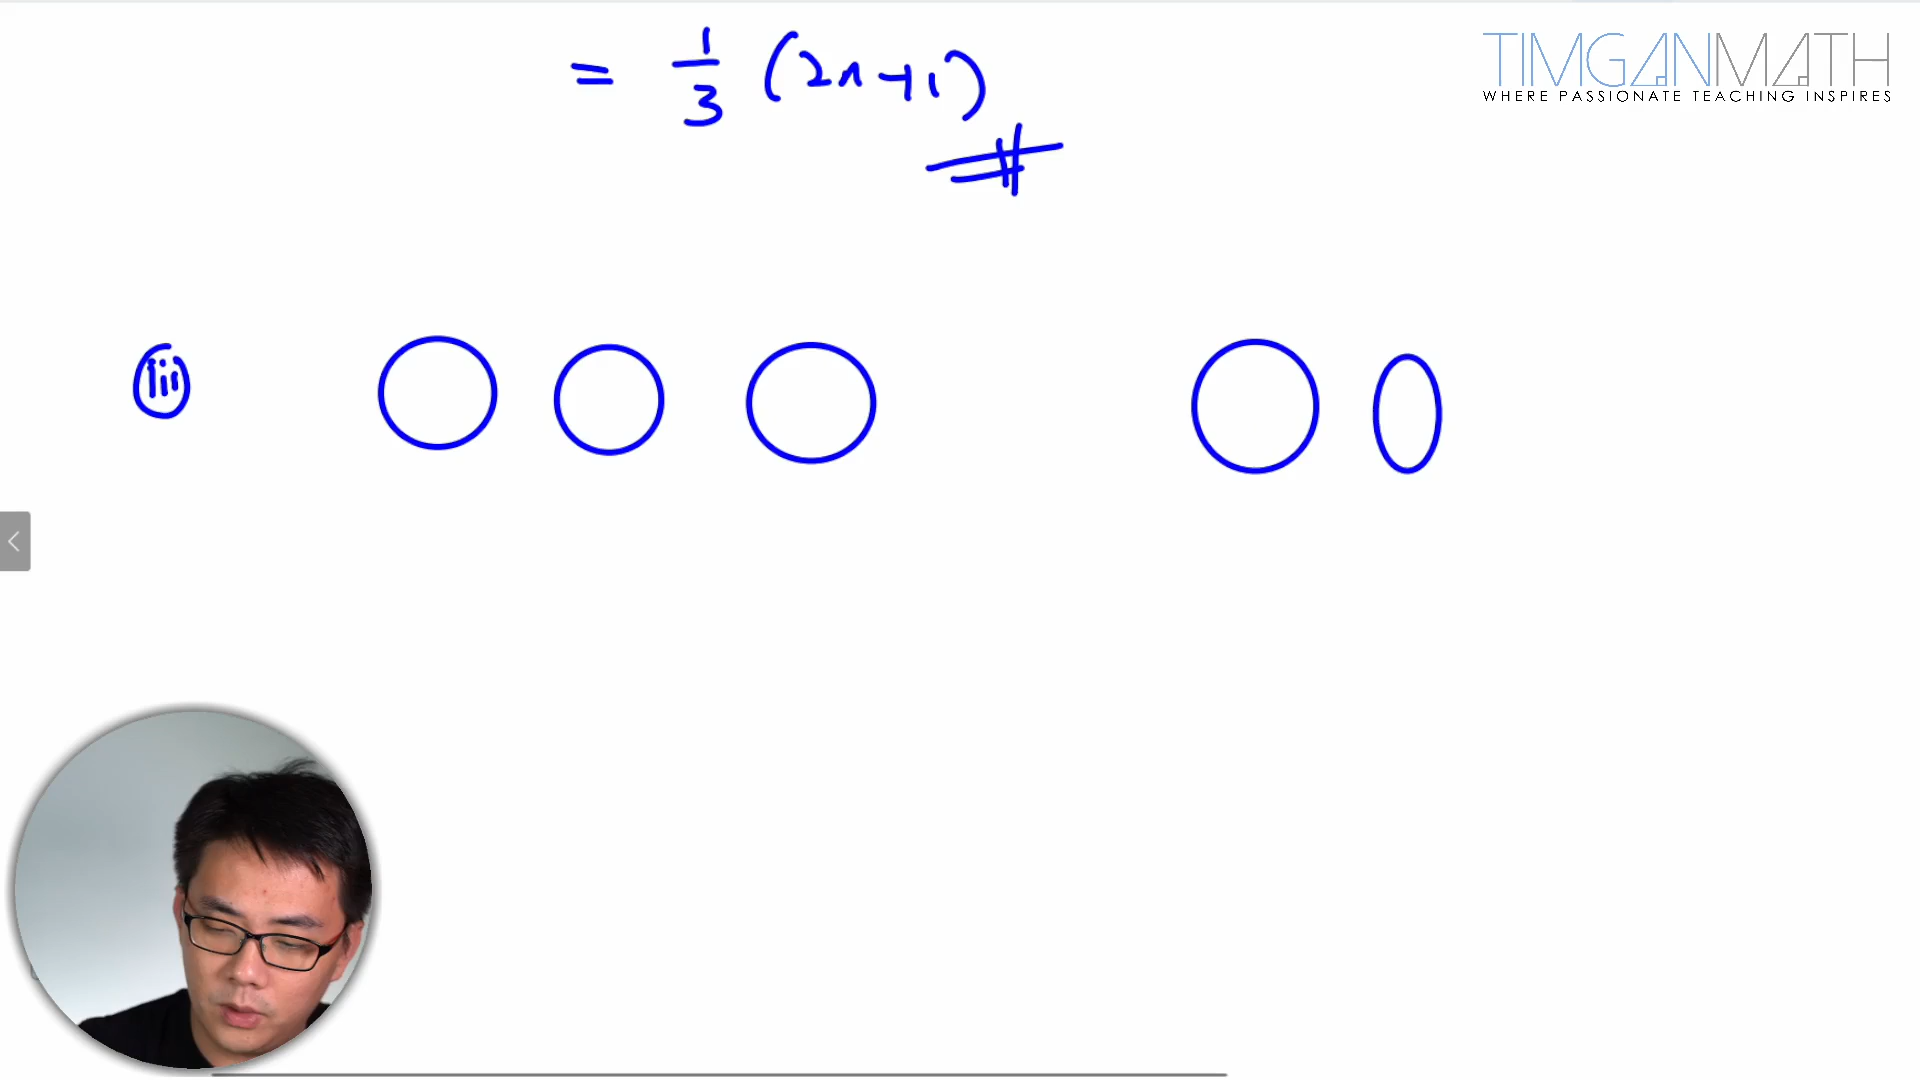 = 1/3 (2n+1)
TIMGANMATH
WHERE PASSIONATE TEACHING INSPIRES
iii